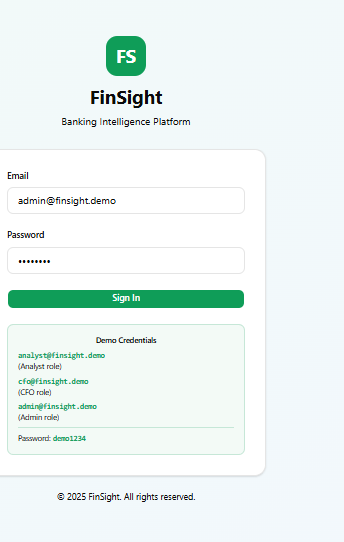 FS
FinSight
Banking Intelligence Platform
Email
admin@finsight.demo
Password
••••••••
Sign In
Demo Credentials
analyst@finsight.demo
(Analyst role)
cfo@finsight.demo
(CFO role)
admin@finsight.demo
(Admin role)
Password: demo1234
© 2025 FinSight. All rights reserved.